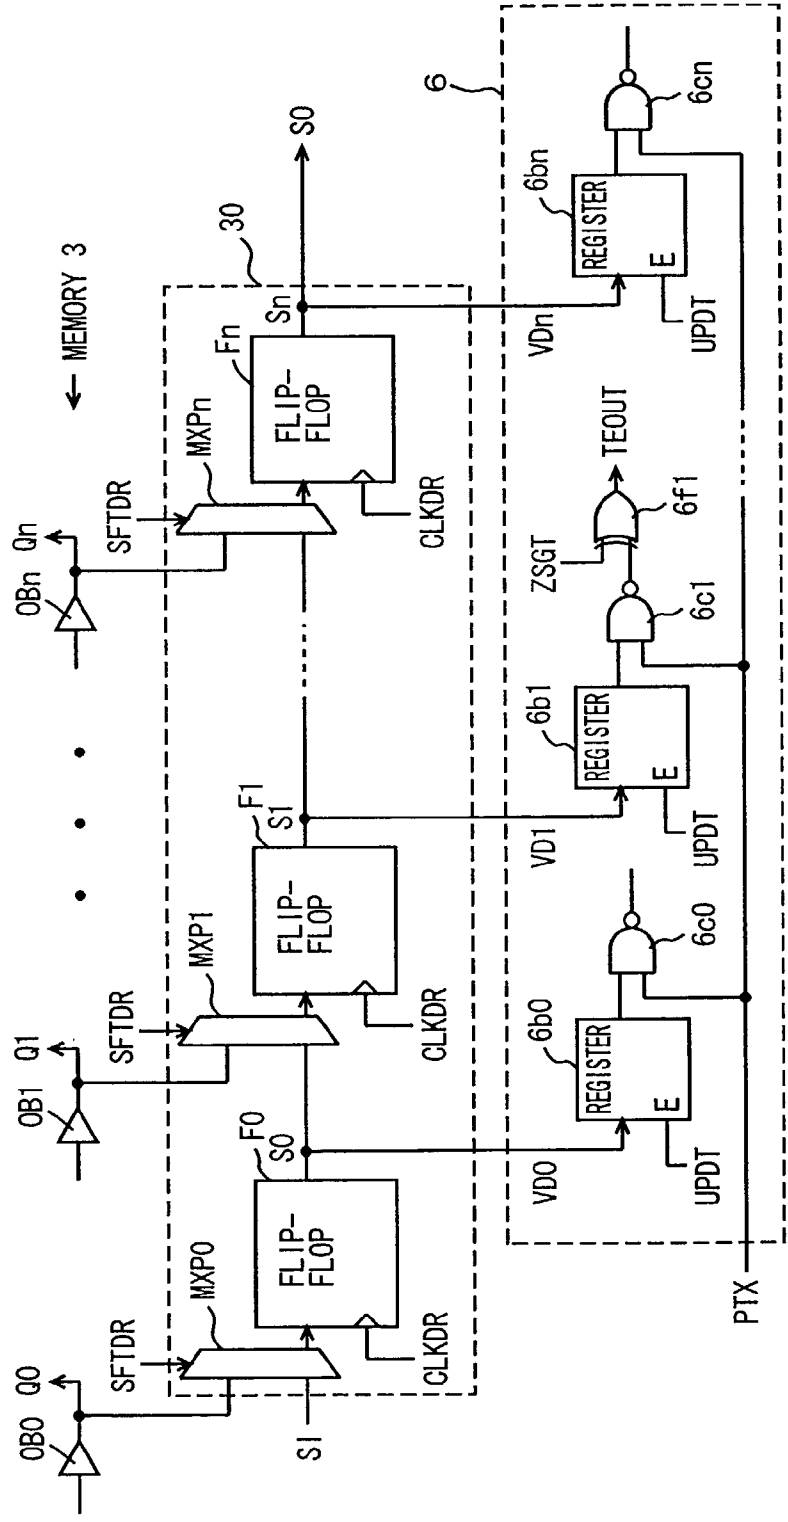 MEMORY 3
OB0
Q0
OB1
Q1
OBn
Qn
SFTDR
MXP0
SFTDR
MXP1
SFTDR
MXPn
30
SI
FLIP-
FLOP
F0
S0
CLKDR
FLIP-
FLOP
F1
S1
CLKDR
FLIP-
FLOP
Fn
Sn
CLKDR
SO
6
VD0
REGISTER
E
6b0
UPDT
6c0
VD1
REGISTER
E
6b1
UPDT
6c1
ZSGT
6f1
TEOUT
VDn
REGISTER
E
6bn
UPDT
6cn
PTX